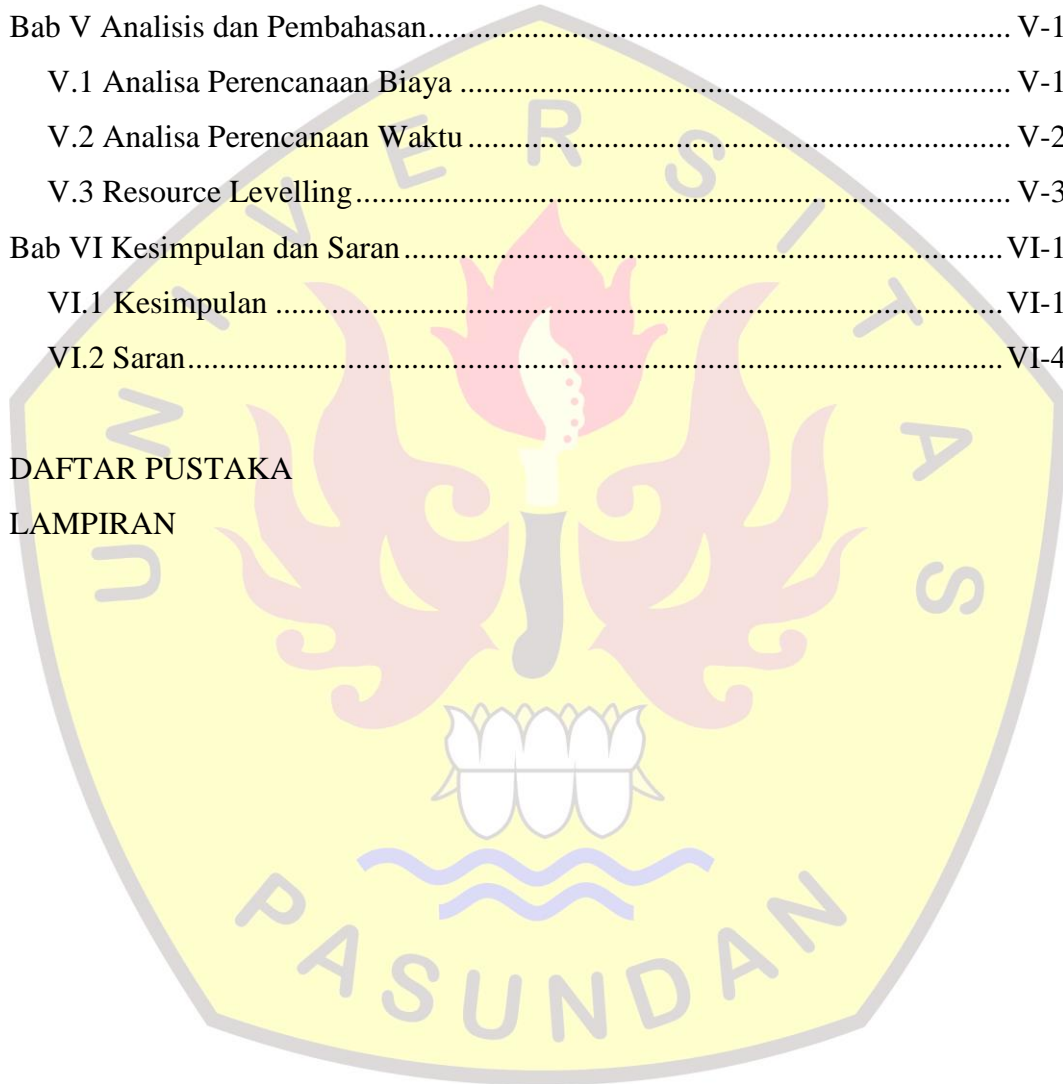 Bab V Analisis dan Pembahasan........................................................................ V-1
V.1 Analisa Perencanaan Biaya .................................................................... V-1
V.2 Analisa Perencanaan Waktu ................................................................... V-2
V.3 Resource Levelling................................................................................. V-3
Bab VI Kesimpulan dan Saran.......................................................................... VI-1
VI.1 Kesimpulan .......................................................................................... VI-1
VI.2 Saran..................................................................................................... VI-4
DAFTAR PUSTAKA
LAMPIRAN
UNIVERSITAS
PASUNDAN